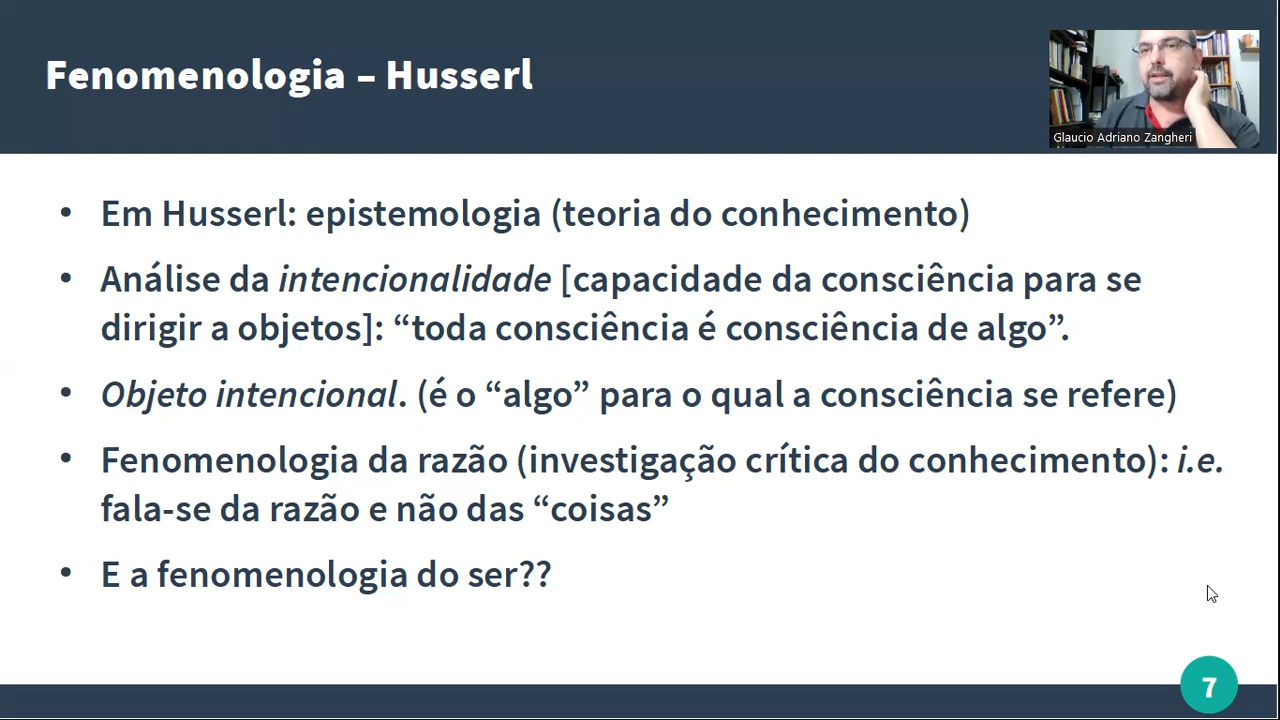 Fenomenologia – Husserl
Glaucio Adriano Zangheri
• Em Husserl: epistemologia (teoria do conhecimento)
• Análise da intencionalidade [capacidade da consciência para se
dirigir a objetos]: “toda consciência é consciência de algo”.
• Objeto intencional. (é o “algo” para o qual a consciência se refere)
• Fenomenologia da razão (investigação crítica do conhecimento): i.e.
fala-se da razão e não das “coisas”
• E a fenomenologia do ser??
7